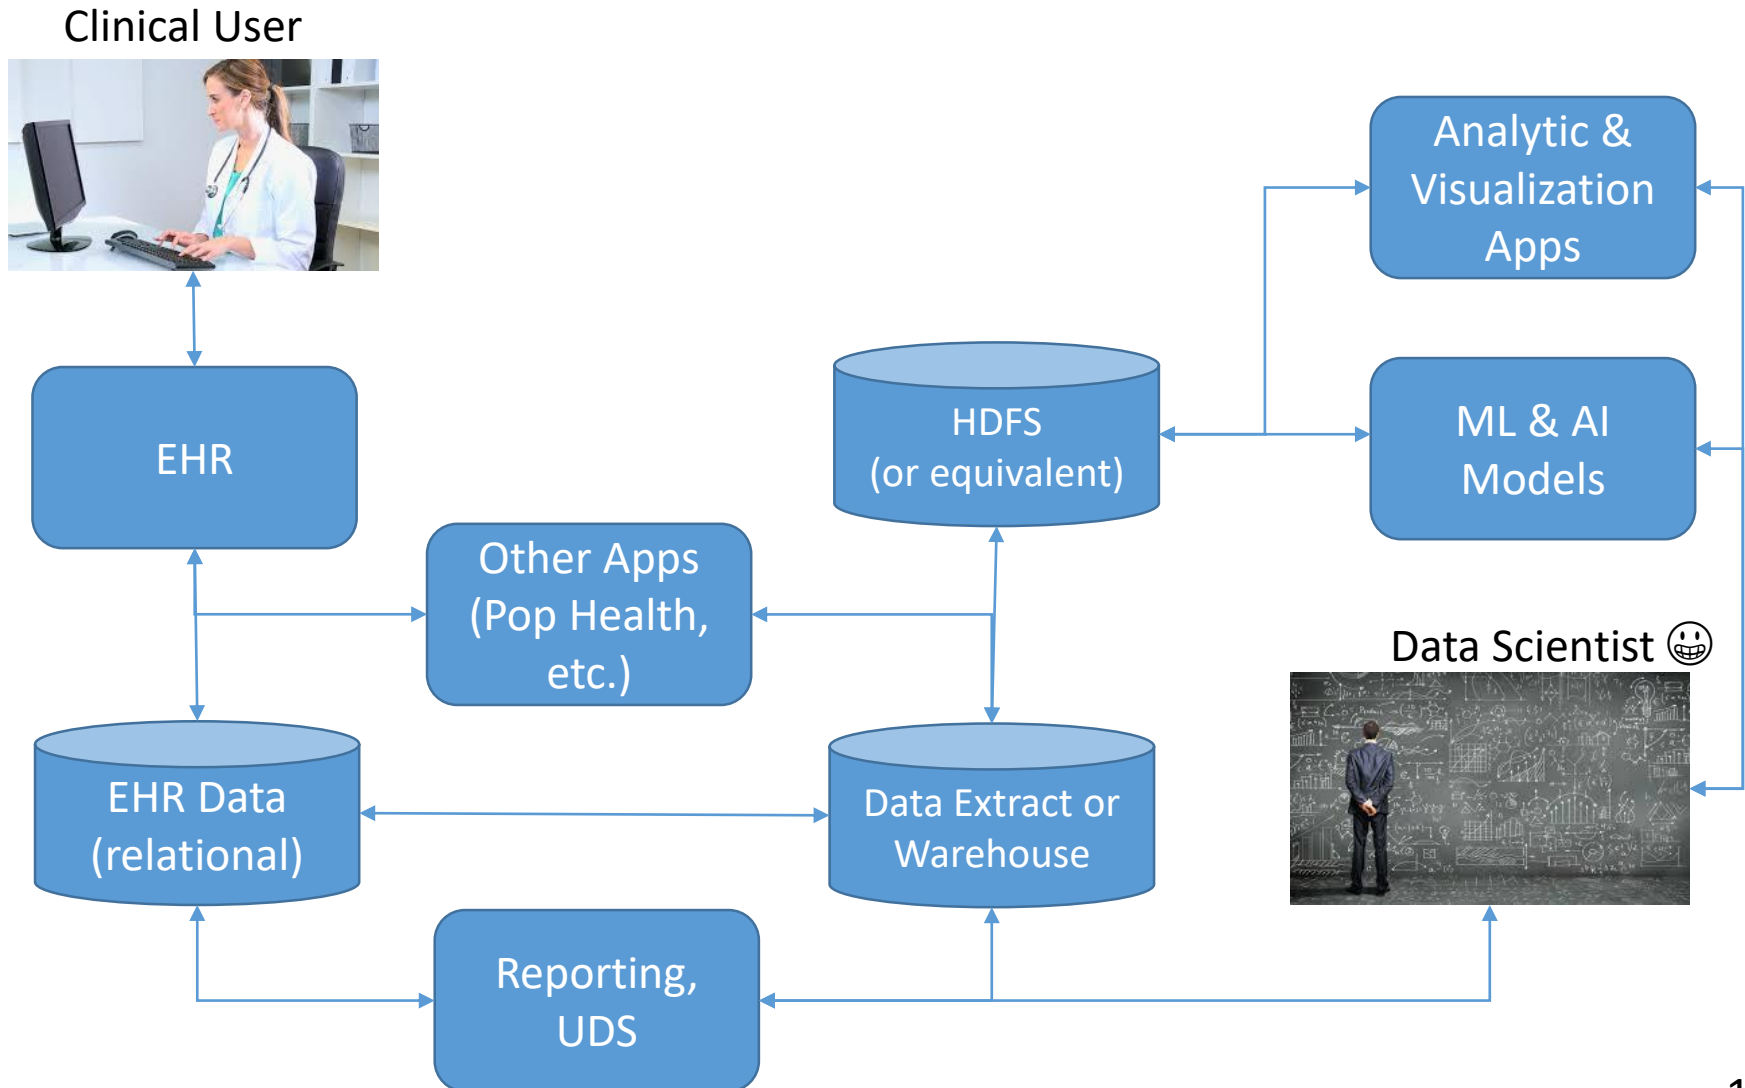 Clinical User
Analytic &
Visualization
Apps
HDFS
(or equivalent)
ML & AI
Models
EHR
Other Apps
(Pop Health,
etc.)
Data Scientist 😀
EHR Data
(relational)
Data Extract or
Warehouse
Reporting,
UDS
1